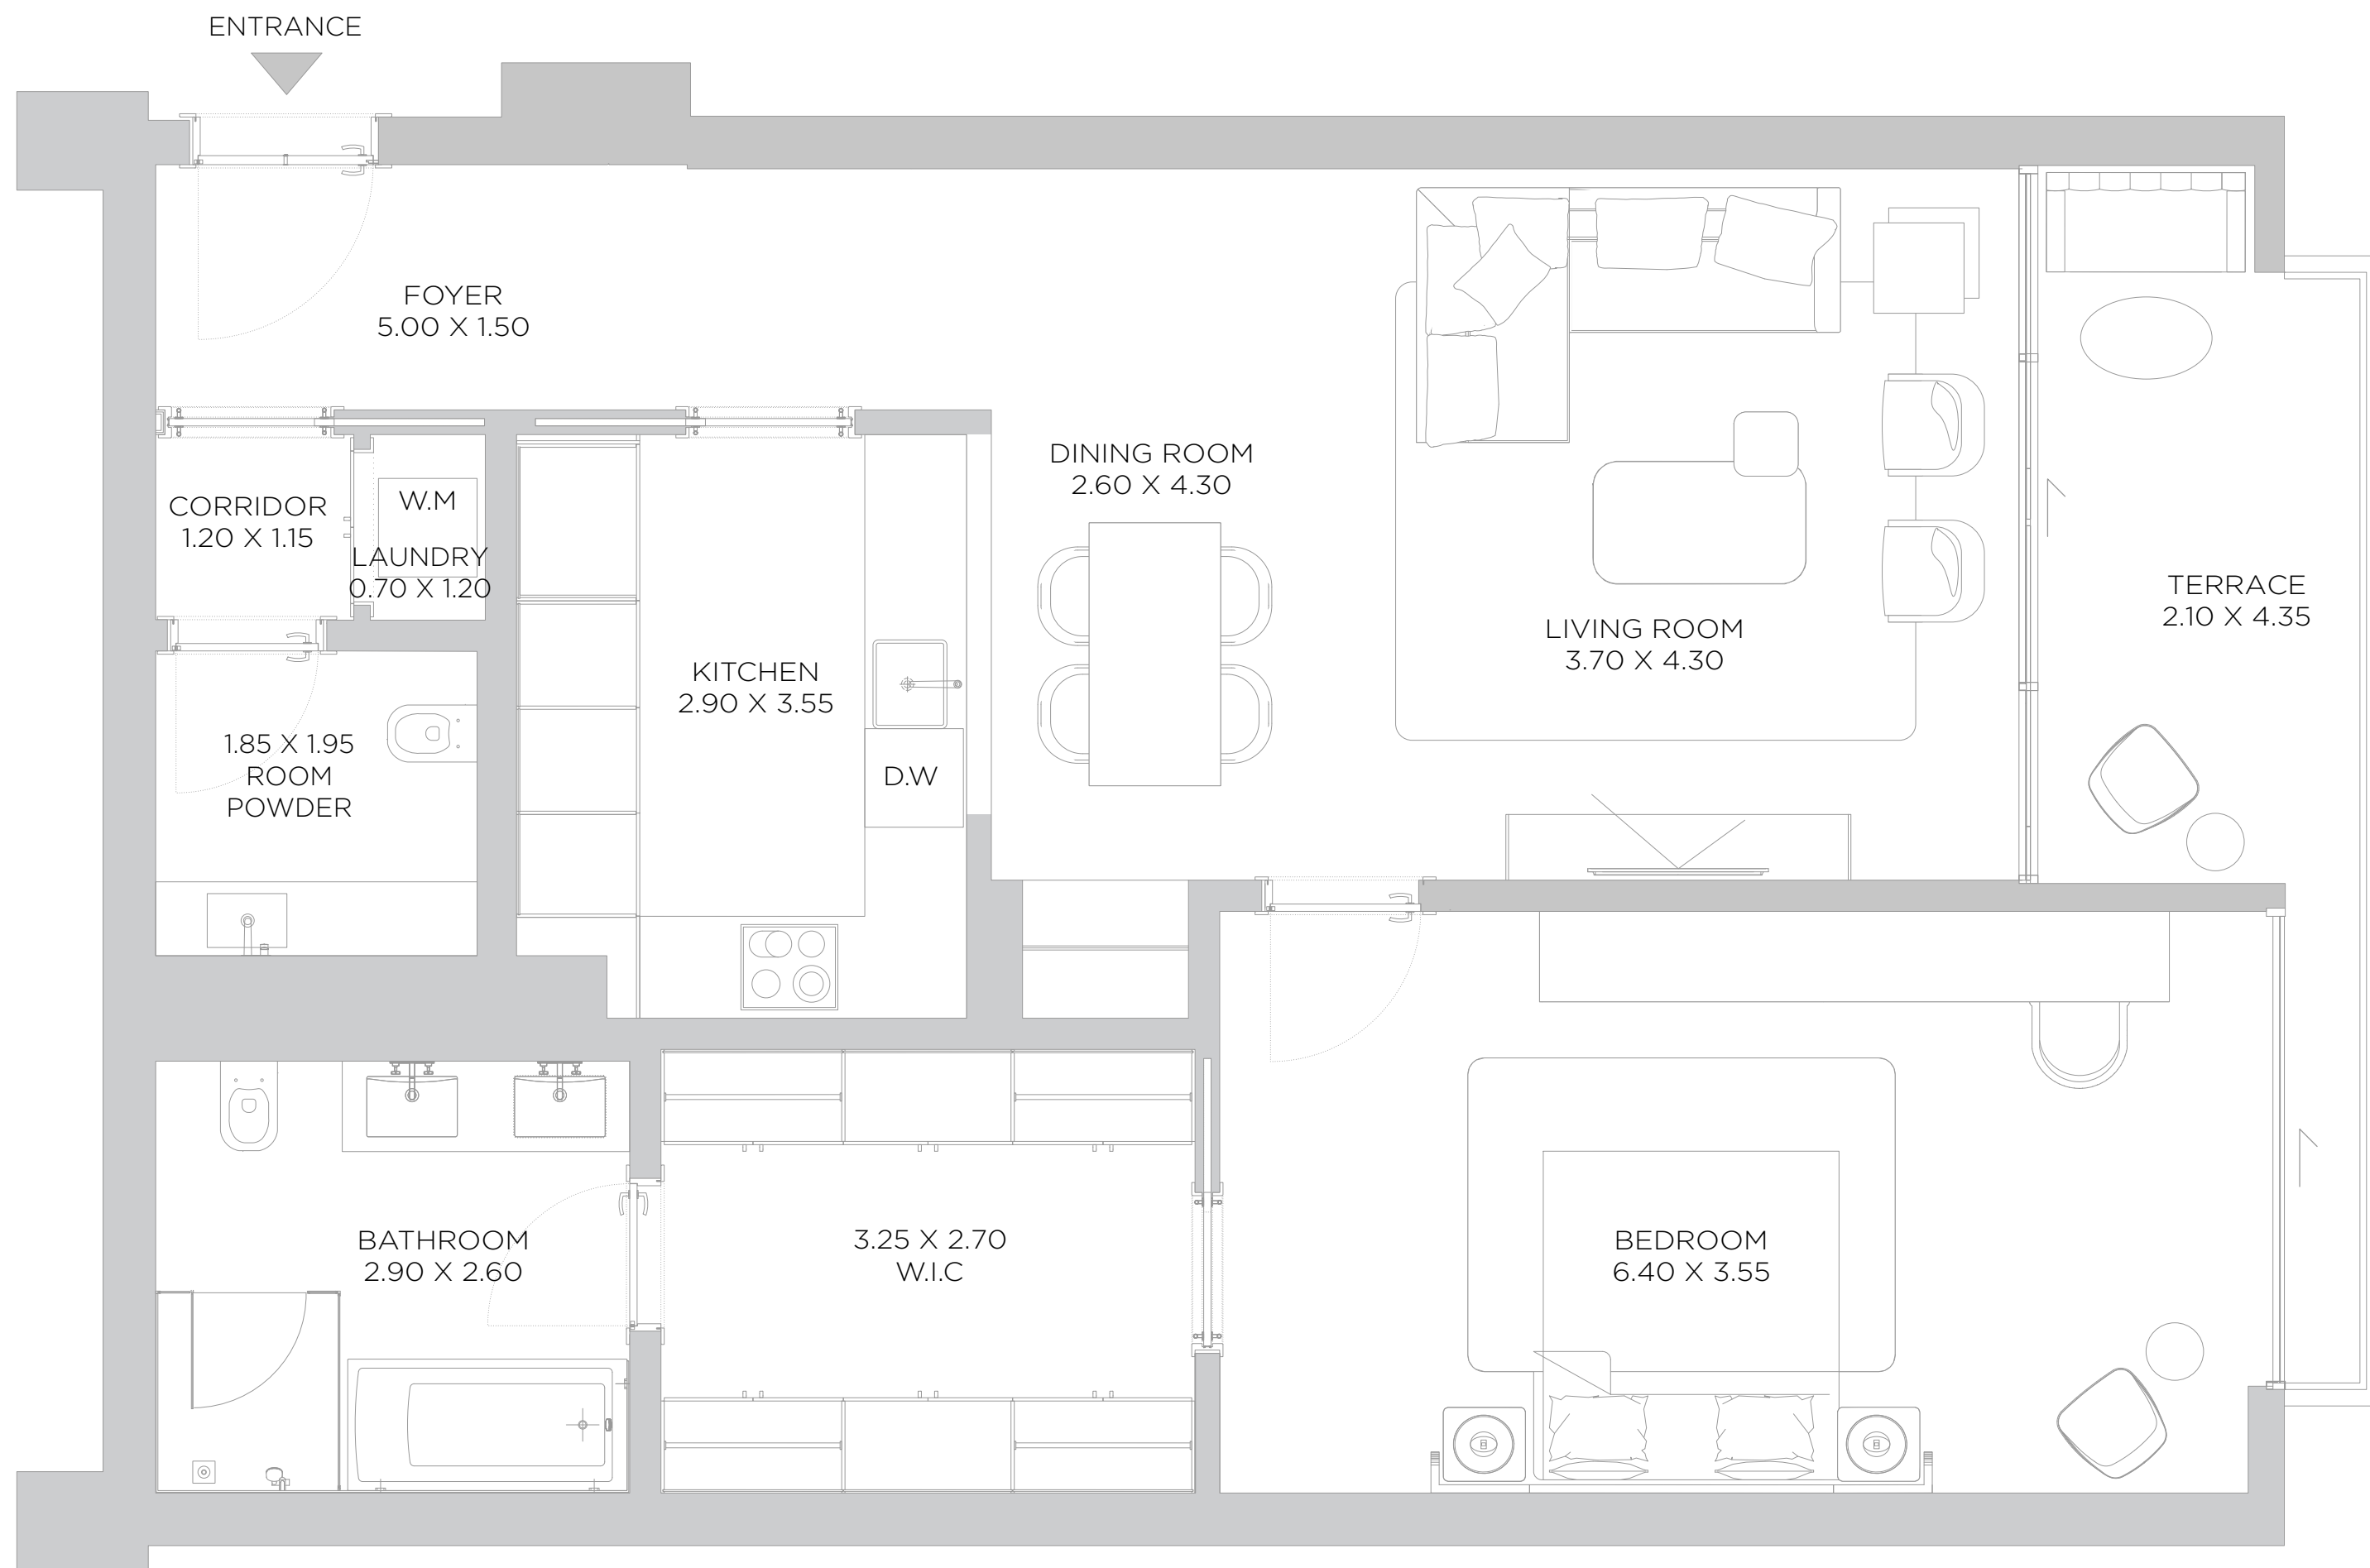 ENTRANCE
FOYER
5.00 X 1.50
CORRIDOR
1.20 X 1.15
W.M
LAUNDRY
0.70 X 1.20
DINING ROOM
2.60 X 4.30
LIVING ROOM
3.70 X 4.30
TERRACE
2.10 X 4.35
KITCHEN
2.90 X 3.55
D.W
1.85 X 1.95
ROOM
POWDER
BATHROOM
2.90 X 2.60
3.25 X 2.70
W.I.C
BEDROOM
6.40 X 3.55